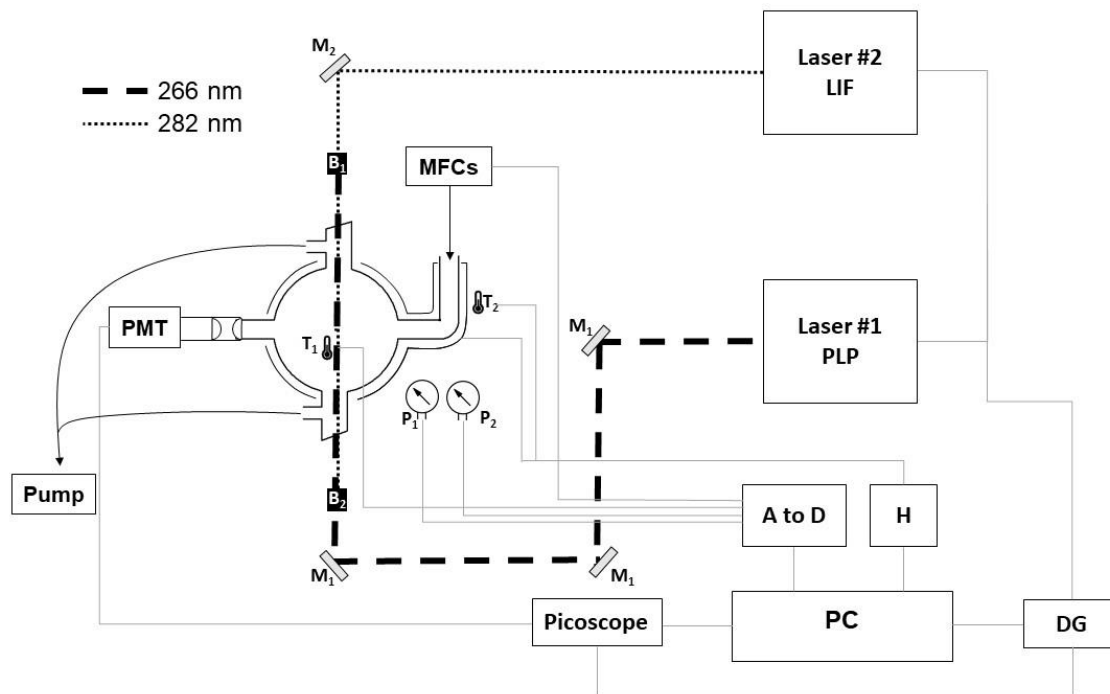 M₂
Laser #2
LIF
266 nm
282 nm
B₁
MFCs
T₂
PMT
T₁
M₁
Laser #1
PLP
P₁
P₂
Pump
B₂
A to D
H
M₁
M₁
Picoscope
PC
DG